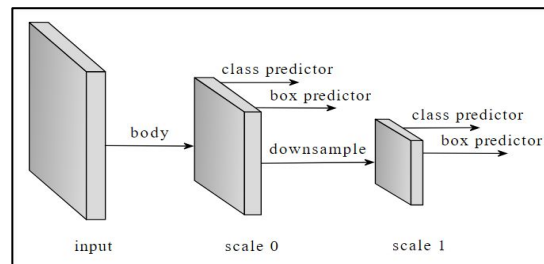 class predictor
box predictor
class predictor
body
downsample
box predictor
input
scale 0
scale 1